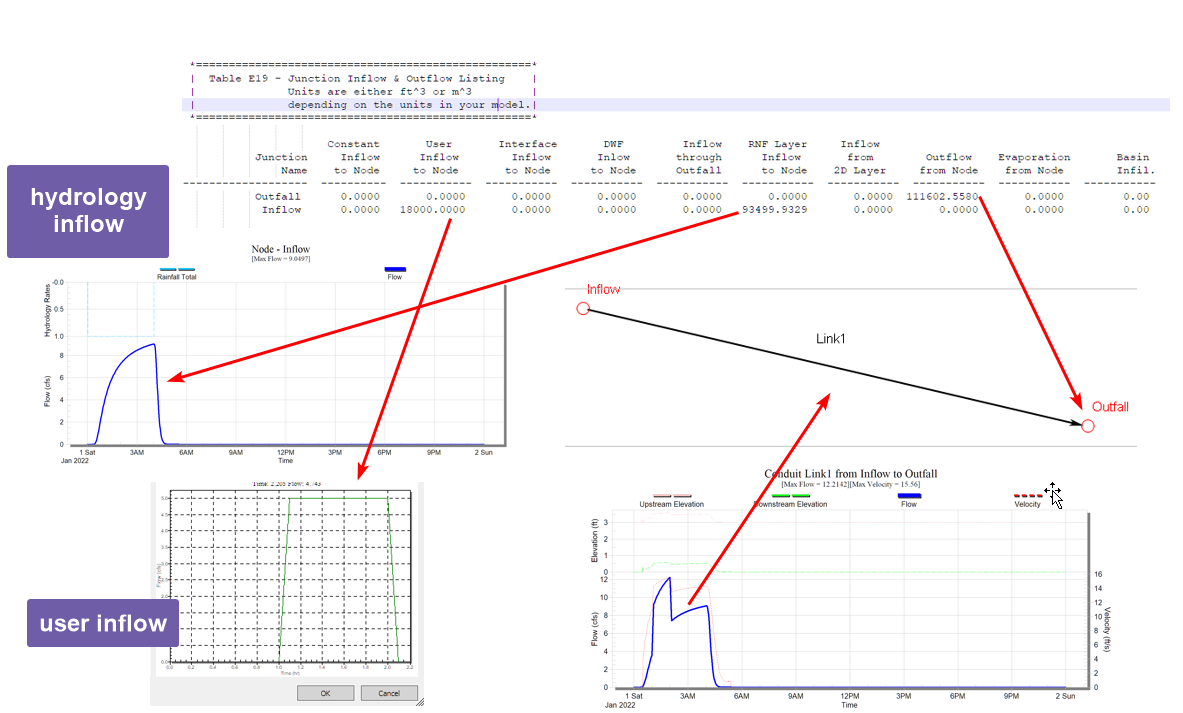 *===================================================*
| Table E19 - Junction Inflow & Outflow Listing |
| Units are either ft^3 or m^3 |
| depending on the units in your model. |
*===================================================*
Constant User Interface DWF Inflow RNF Layer Inflow
Junction Inflow Inflow Inflow Inlow through Inflow from Outflow Evaporation Basin
Name to Node to Node to Node to Node Outfall to Node 2D Layer from Node from Node Infil.
Outfall 0.0000 0.0000 0.0000 0.0000 0.0000 0.0000 0.0000 111602.5580 0.0000 0.00
Inflow 0.0000 18000.0000 0.0000 0.0000 0.0000 93499.9329 0.0000 0.0000 0.0000 0.00
hydrology
inflow
Node - Inflow
[Max Flow = 9.0497]
Rainfall Total Flow
Hydrology Rates
-0.0
0.5
1.0
Flow (cfs)
8
6
4
2
0
1 Sat 3AM 6AM 9AM 12PM 3PM 6PM 9PM 2 Sun
Jan 2022 Time
Inflow
Link1
Outfall
Time: 2.205 Flow: 4.743
Flow (cfs)
5.0
4.5
4.0
3.5
3.0
2.5
2.0
1.5
1.0
0.5
0.0
0.0 0.2 0.4 0.6 0.8 1.0 1.2 1.4 1.6 1.8 2.0 2.2
Time (hr)
OK Cancel
user inflow
Conduit Link1 from Inflow to Outfall
[Max Flow = 12.2142][Max Velocity = 15.56]
Upstream Elevation Downstream Elevation Flow Velocity
Elevation (ft)
3
2
1
0
Flow (cfs)
12
10
8
6
4
2
0
16
14
12
10
8
6
4
2
0
Velocity (ft/s)
1 Sat 3AM 6AM 9AM 12PM 3PM 6PM 9PM 2 Sun
Jan 2022 Time